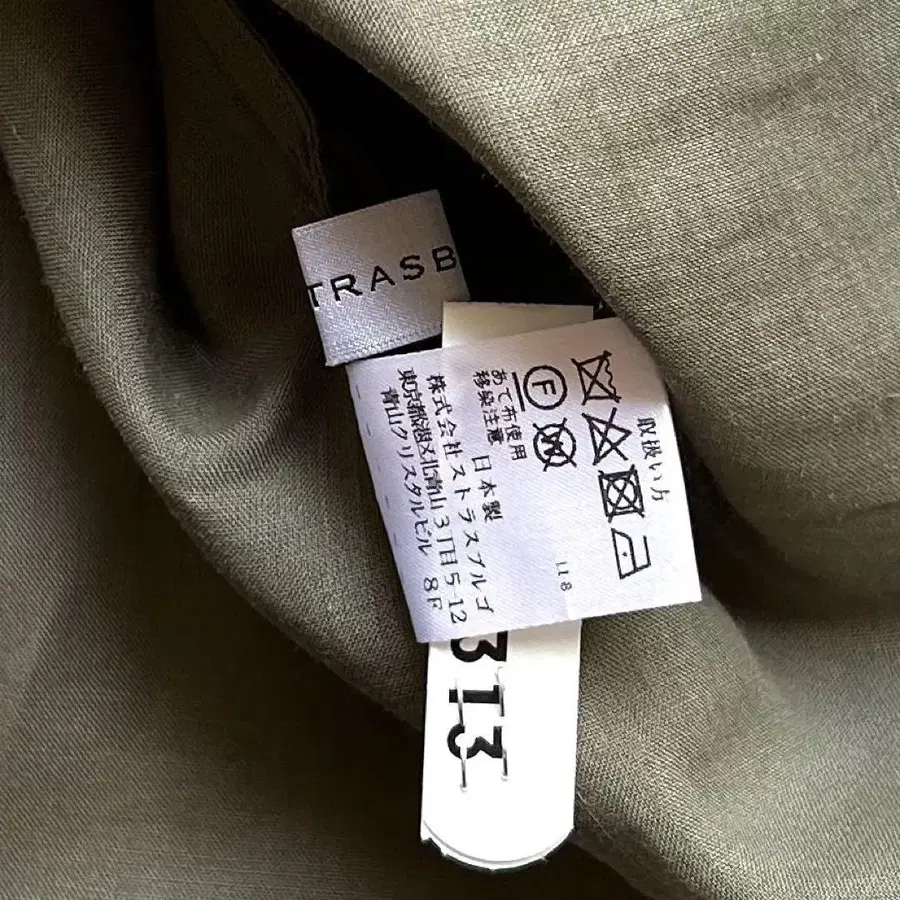 TRASB
取扱い方
F
W
あて布使用
移染注意
日本製
株式会社ストラスブルゴ
東京都港区北青山3丁目5-12
青山クリスタルビル 8F
118
313